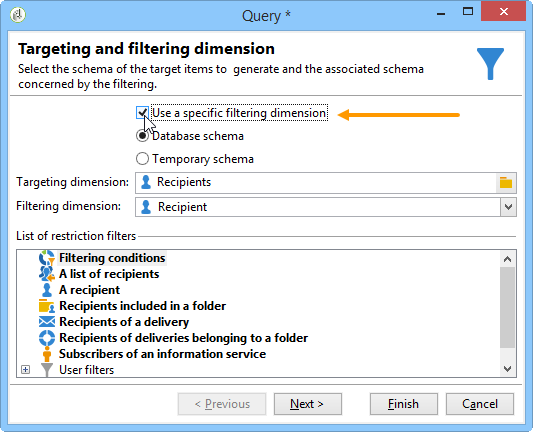 Query *
Targeting and filtering dimension
Select the schema of the target items to generate and the associated schema
concerned by the filtering.
Use a specific filtering dimension
Database schema
Temporary schema
Targeting dimension: Recipients
Filtering dimension: Recipient
List of restriction filters
Filtering conditions
A list of recipients
A recipient
Recipients included in a folder
Recipients of a delivery
Recipients of deliveries belonging to a folder
Subscribers of an information service
User filters
< Previous Next > Finish Cancel